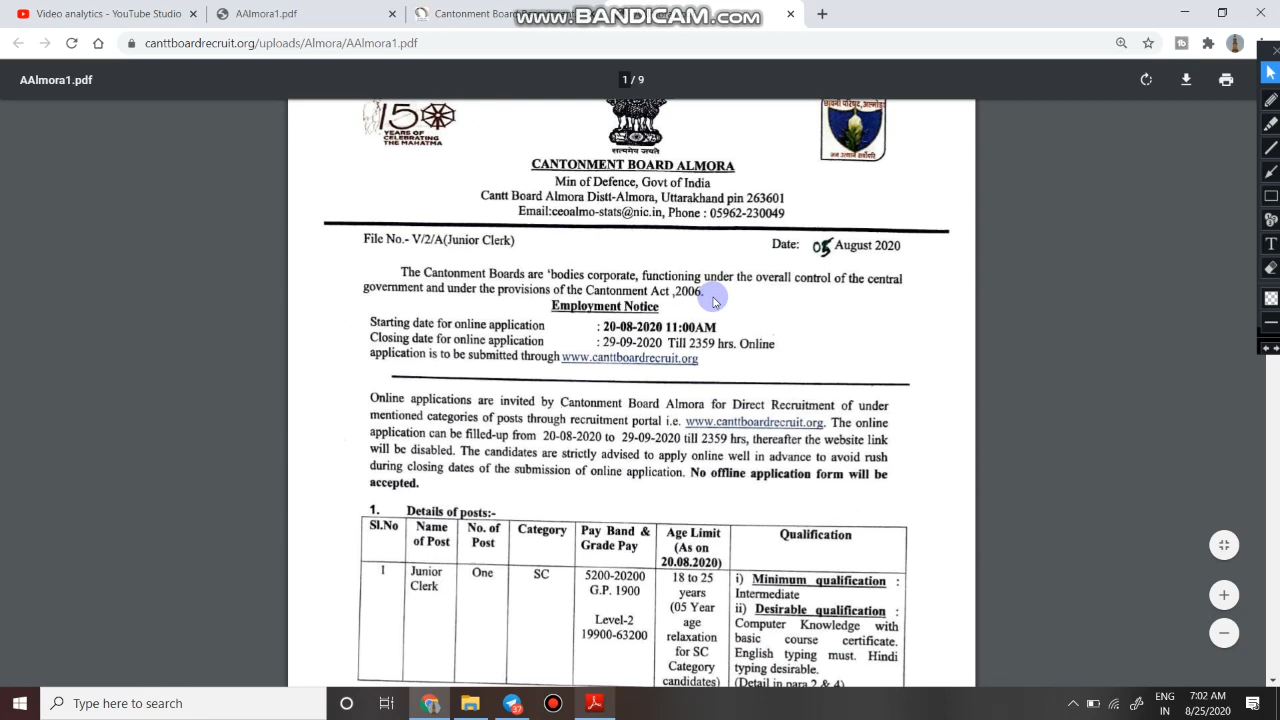 Video analytics - YouTube Studio
AAlmora1.pdf
Cantonment Board
www.BANDICAM.com
canttboardrecruit.org/uploads/Almora/AAlmora1.pdf
AAlmora1.pdf
1 / 9
150
YEARS OF
CELEBRATING
THE MAHATMA
सत्यमेव जयते
छावनी परिषद, अल्मोड़ा
CANTONMENT BOARD ALMORA
Min of Defence, Govt of India
Cantt Board Almora Distt-Almora, Uttarakhand pin 263601
Email:ceoalmo-stats@nic.in, Phone : 05962-230049
File No.- V/2/A(Junior Clerk)
Date: 05 August 2020
The Cantonment Boards are 'bodies corporate, functioning under the overall control of the central
government and under the provisions of the Cantonment Act ,2006.
Employment Notice
Starting date for online application : 20-08-2020 11:00AM
Closing date for online application : 29-09-2020 Till 2359 hrs. Online
application is to be submitted through www.canttboardrecruit.org
Online applications are invited by Cantonment Board Almora for Direct Recruitment of under
mentioned categories of posts through recruitment portal i.e. www.canttboardrecruit.org. The online
application can be filled-up from 20-08-2020 to 29-09-2020 till 2359 hrs, thereafter the website link
will be disabled. The candidates are strictly advised to apply online well in advance to avoid rush
during closing dates of the submission of online application. No offline application form will be
accepted.
1. Details of posts:-
Sl.No
Name
of Post
No. of
Post
Category
Pay Band &
Grade Pay
Age Limit
(As on
20.08.2020)
Qualification
1
Junior
Clerk
One
SC
5200-20200
G.P. 1900
Level-2
19900-63200
18 to 25
years
(05 Year
age
relaxation
for SC
Category
candidates)
i) Minimum qualification :
Intermediate
ii) Desirable qualification :
Computer Knowledge with
basic course certificate.
English typing must. Hindi
typing desirable.
(Detail in para 2 & 4)
Type here to search
37
ENG
IN
7:02 AM
8/25/2020